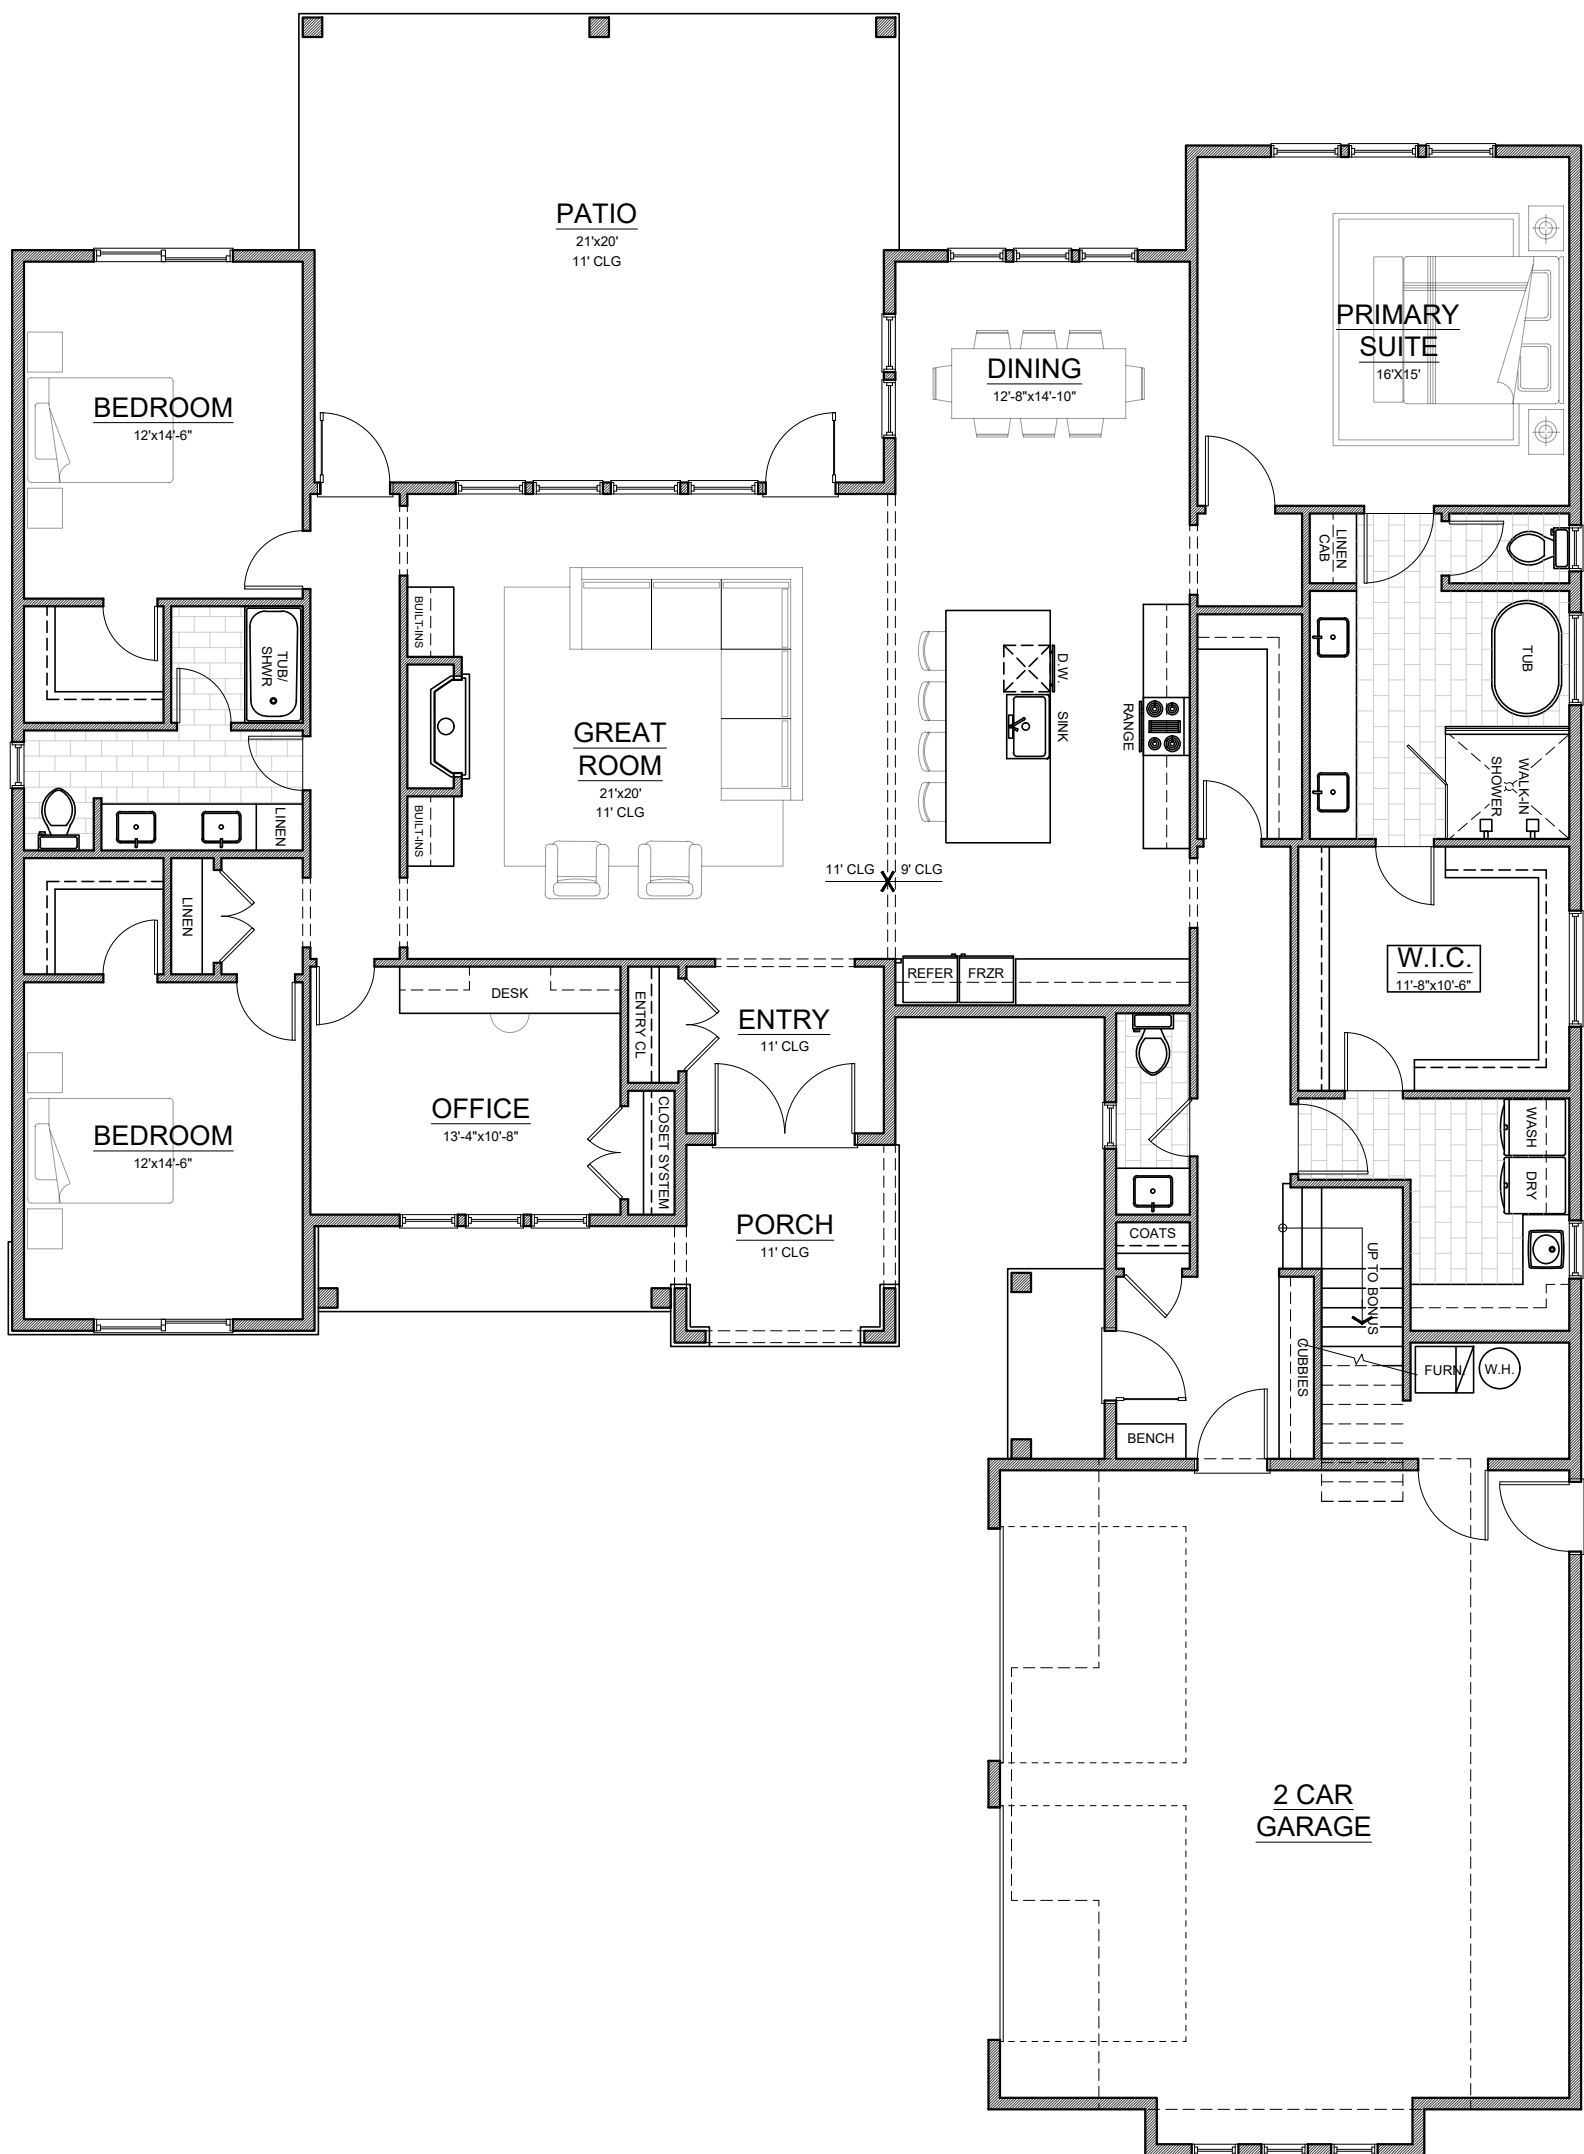 PATIO
21'x20'
11' CLG
PRIMARY
SUITE
16'X15'
DINING
12'-8"x14'-10"
BEDROOM
12'x14'-6"
LINEN
CAB
BUILT-INS
TUB/
SHWR
TUB
D.W.
SINK
RANGE
GREAT
ROOM
21'x20'
11' CLG
WALK-IN
SHOWER
BUILT-INS
LINEN
11' CLG
9' CLG
LINEN
W.I.C.
11'-8"x10'-6"
REFER
FRZR
DESK
ENTRY CL
ENTRY
11' CLG
OFFICE
13'-4"x10'-8"
CLOSET SYSTEM
BEDROOM
12'x14'-6"
WASH
DRY
PORCH
11' CLG
COATS
UP TO BONUS
CUBBIES
FURN.
W.H.
BENCH
2 CAR
GARAGE